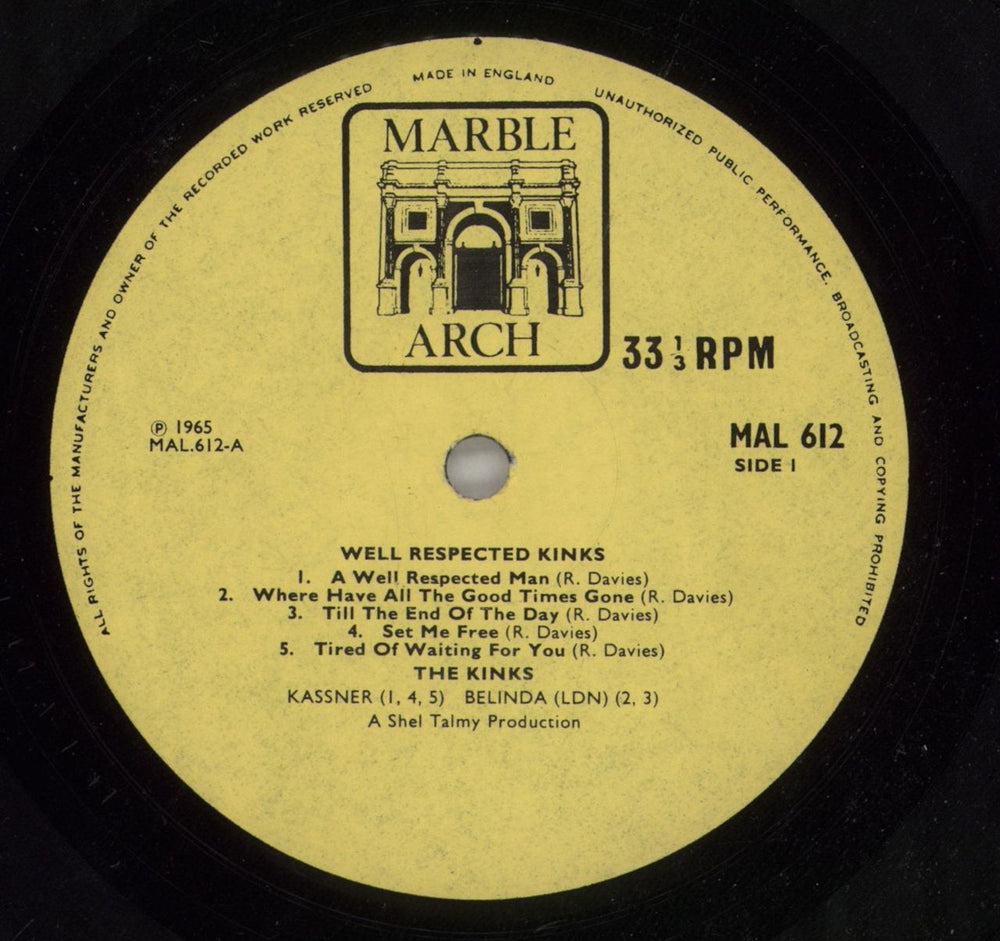 ALL RIGHTS OF THE MANUFACTURERS AND OWNER OF THE RECORDED WORK RESERVED
MADE IN ENGLAND
UNAUTHORIZED PUBLIC PERFORMANCE, BROADCASTING AND COPYING PROHIBITED
MARBLE
ARCH
33 1/3 RPM
℗ 1965
MAL.612-A
MAL 612
SIDE 1
WELL RESPECTED KINKS
1. A Well Respected Man (R. Davies)
2. Where Have All The Good Times Gone (R. Davies)
3. Till The End Of The Day (R. Davies)
4. Set Me Free (R. Davies)
5. Tired Of Waiting For You (R. Davies)
THE KINKS
KASSNER (1, 4, 5) BELINDA (LDN) (2, 3)
A Shel Talmy Production